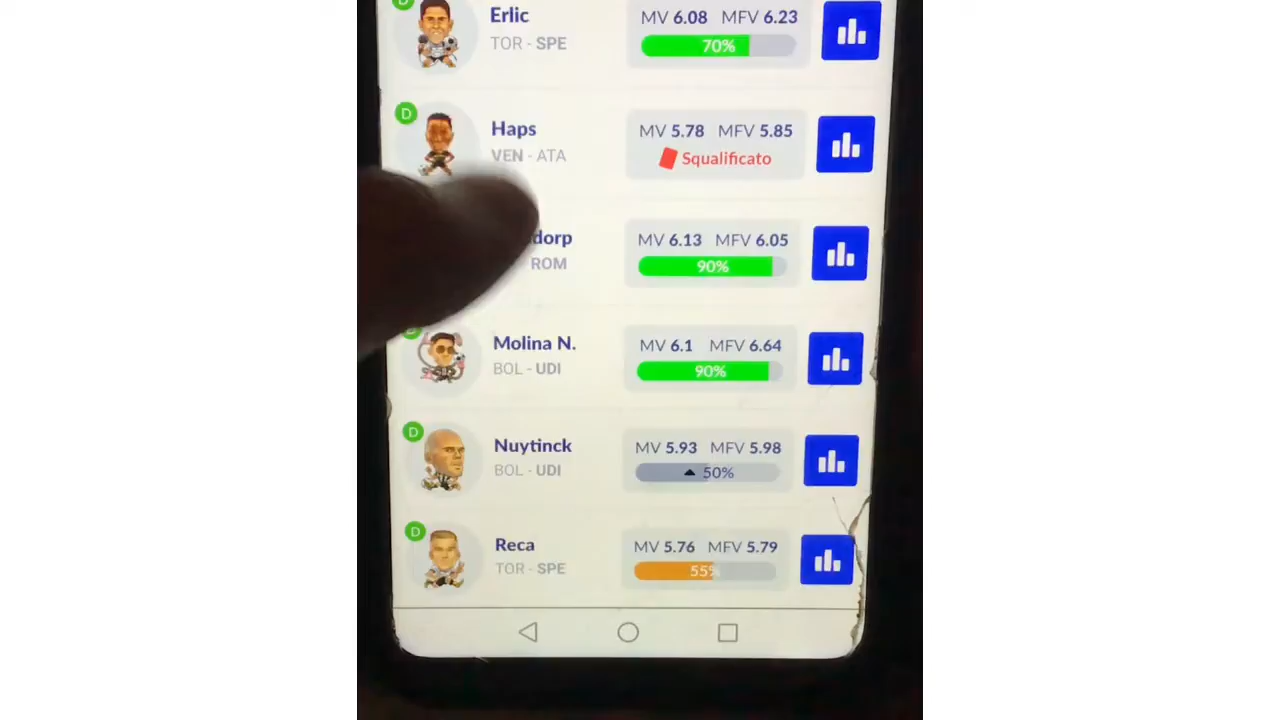 D
Erlic
MV 6.08 MFV 6.23
TOR - SPE
70%
D
Haps
MV 5.78 MFV 5.85
VEN - ATA
Squalificato
MV 6.13 MFV 6.05
ROM
90%
D
Molina N.
MV 6.1 MFV 6.64
BOL - UDI
90%
D
Nuytinck
MV 5.93 MFV 5.98
BOL - UDI
50%
D
Reca
MV 5.76 MFV 5.79
TOR - SPE
55%